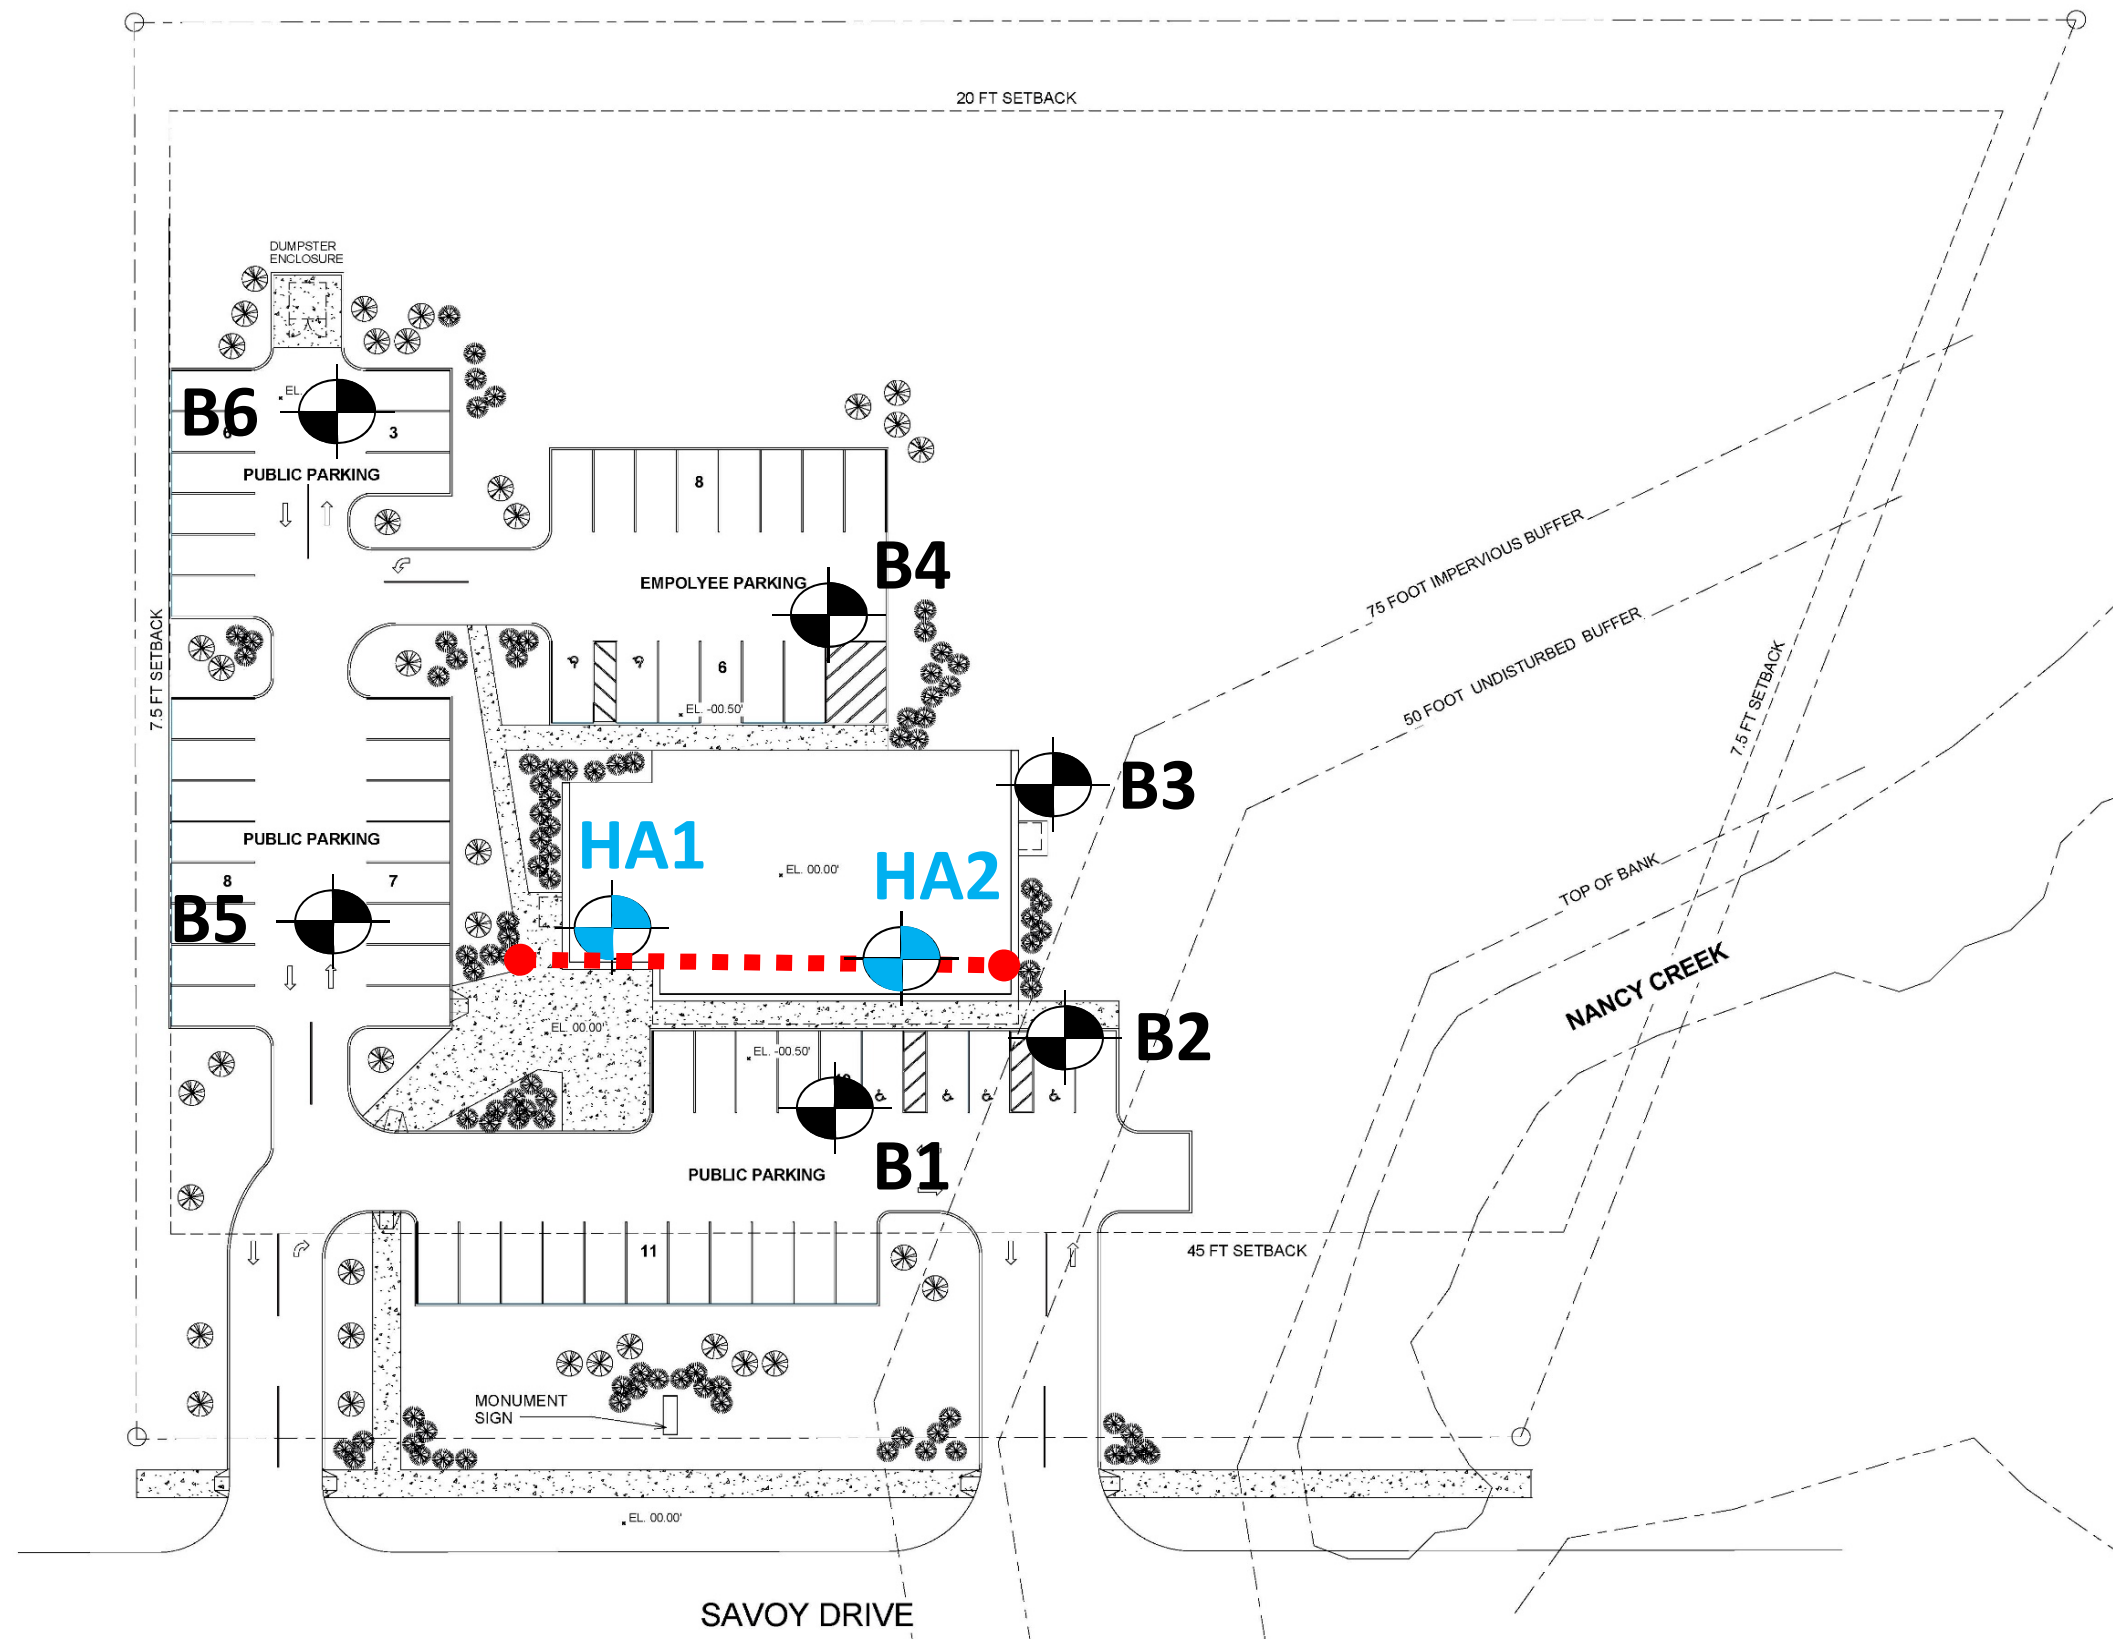 20 FT SETBACK
DUMPSTER
ENCLOSURE
EL.
B6
6
3
PUBLIC PARKING
8
B4
EMPOLYEE PARKING
75 FOOT IMPERVIOUS BUFFER
50 FOOT UNDISTURBED BUFFER
7.5 FT SETBACK
7.5 FT SETBACK
6
EL. -00.50'
B3
PUBLIC PARKING
HA1
HA2
EL. 00.00'
8
7
B5
TOP OF BANK
NANCY CREEK
EL. 00.00'
EL. -00.50'
B2
B1
PUBLIC PARKING
11
45 FT SETBACK
MONUMENT
SIGN
EL. 00.00'
SAVOY DRIVE